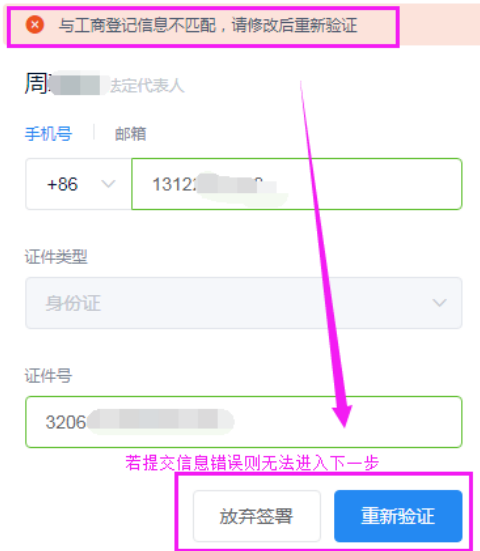 与工商登记信息不匹配，请修改后重新验证
周 法定代表人
手机号 邮箱
+86 13122
证件类型
身份证
证件号
3206
若提交信息错误则无法进入下一步
放弃签署 重新验证